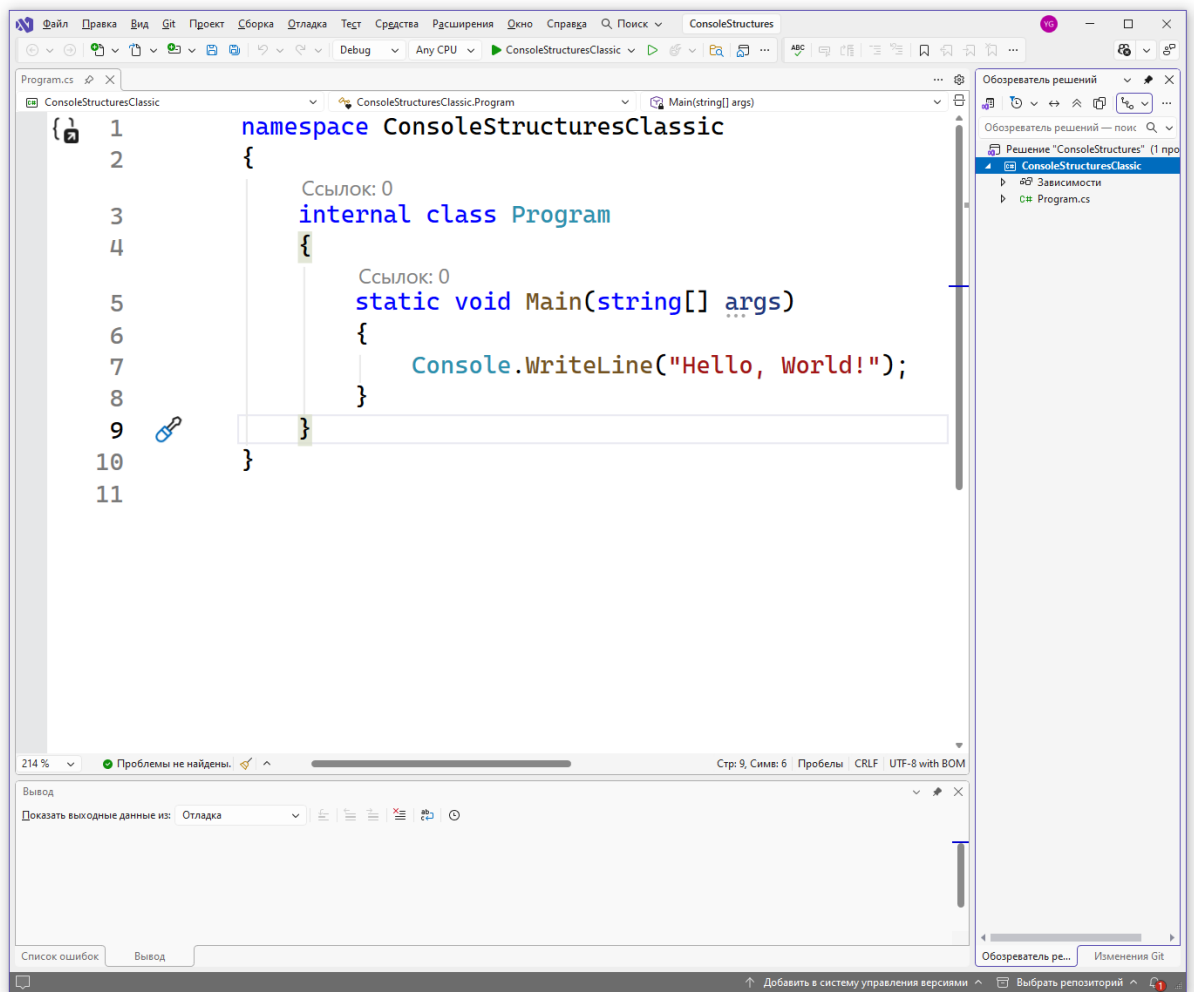 Файл Правка Вид Git Проект Сборка Отладка Тест Средства Расширения Окно Справка Поиск ConsoleStructures YG
Debug Any CPU ConsoleStructuresClassic ABC
Program.cs
ConsoleStructuresClassic ConsoleStructuresClassic.Program Main(string[] args)
1 namespace ConsoleStructuresClassic
2 {
Ссылок: 0
3 internal class Program
4 {
Ссылок: 0
5 static void Main(string[] args)
6 {
7 Console.WriteLine("Hello, World!");
8 }
9 }
10 }
11
214 % Проблемы не найдены. Стр: 9, Симв: 6 Пробелы CRLF UTF-8 with BOM
Вывод
Показать выходные данные из: Отладка
Список ошибок Вывод
Обозреватель решений
Обозреватель решений — поис
Решение "ConsoleStructures" (1 про
C# ConsoleStructuresClassic
Зависимости
C# Program.cs
Обозреватель ре... Изменения Git
Добавить в систему управления версиями Выбрать репозиторий 1